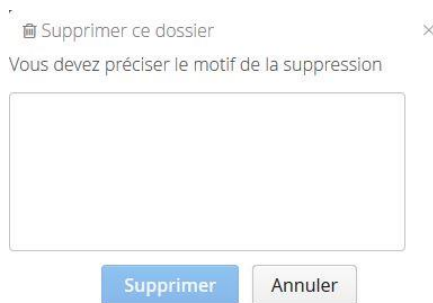 Supprimer ce dossier
Vous devez préciser le motif de la suppression
Supprimer
Annuler